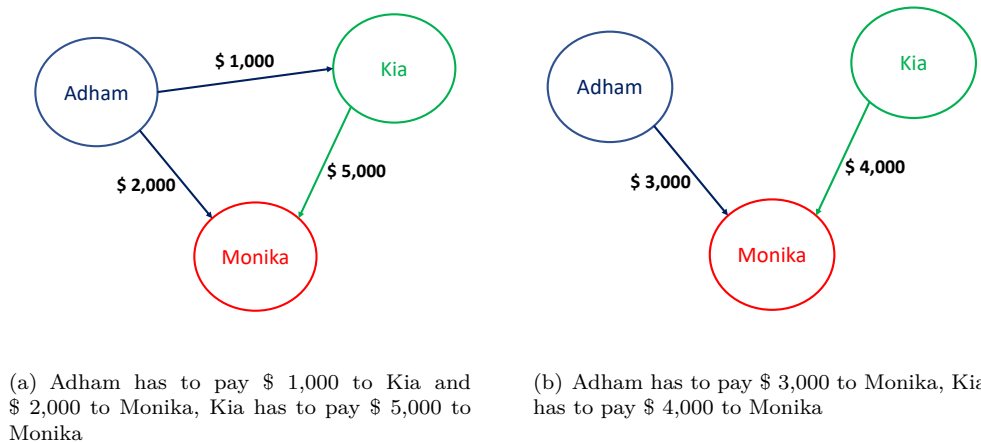 Adham
$ 1,000
Kia
$ 2,000
$ 5,000
Monika
(a) Adham has to pay $ 1,000 to Kia and
$ 2,000 to Monika, Kia has to pay $ 5,000 to
Monika
Adham
Kia
$ 3,000
$ 4,000
Monika
(b) Adham has to pay $ 3,000 to Monika, Kia
has to pay $ 4,000 to Monika